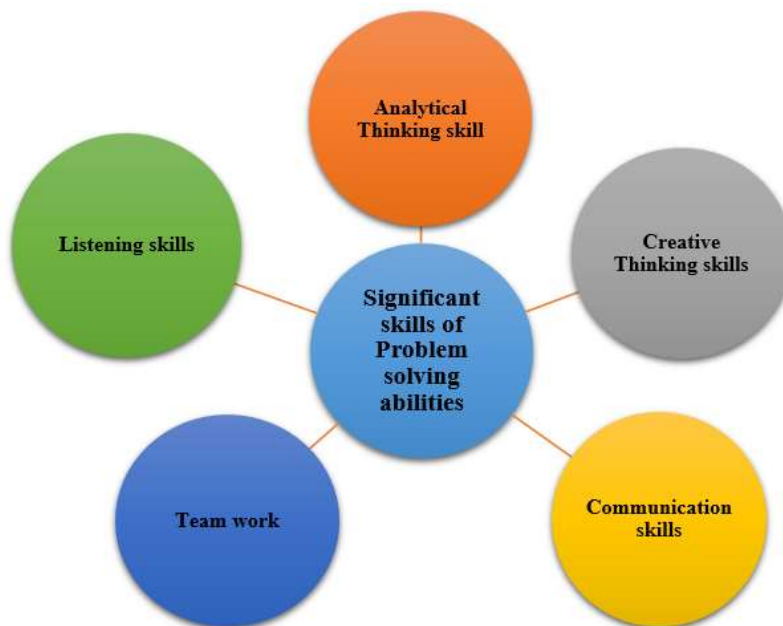 Analytical
Thinking skill
Listening skills
Creative
Thinking skills
Significant
skills of
Problem
solving
abilities
Team work
Communication
skills